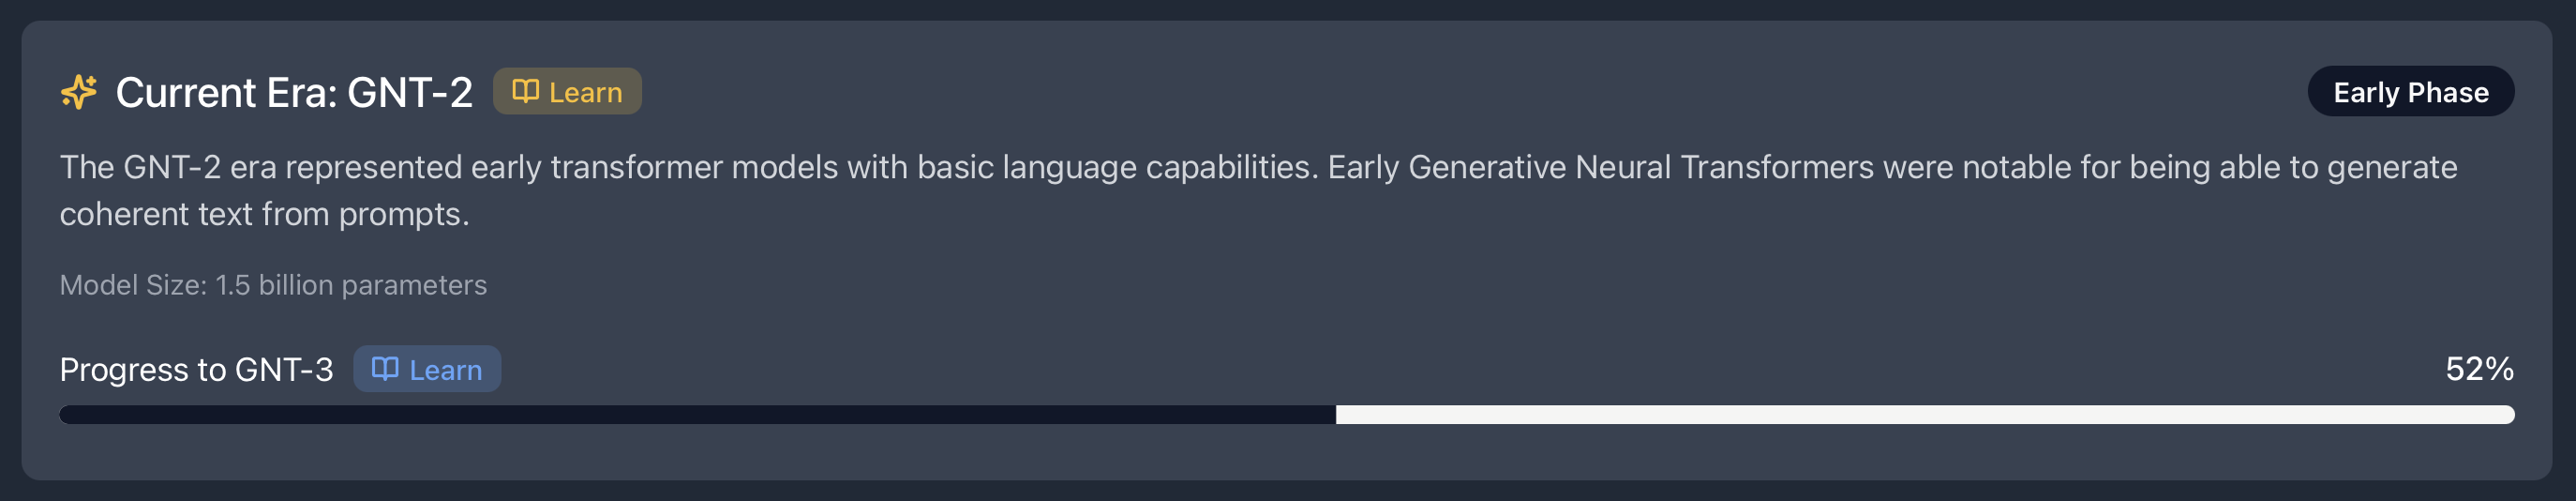 Current Era: GNT-2 Learn Early Phase
The GNT-2 era represented early transformer models with basic language capabilities. Early Generative Neural Transformers were notable for being able to generate
coherent text from prompts.
Model Size: 1.5 billion parameters
Progress to GNT-3 Learn 52%